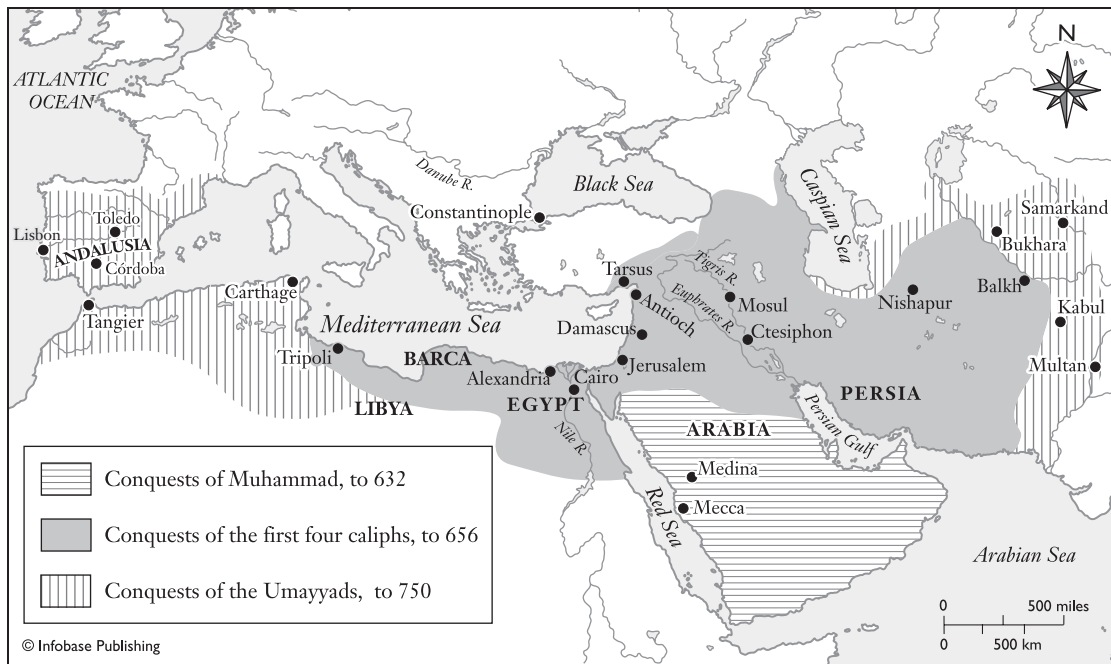 N
ATLANTIC
OCEAN
Danube R.
Black Sea
Caspian Sea
Constantinople
Samarkand
Toledo
Lisbon
ANDALUSIA
Córdoba
Bukhara
Tarsus
Tigris R.
Carthage
Antioch
Mosul
Nishapur
Balkh
Euphrates R.
Tangier
Kabul
Mediterranean Sea
Damascus
Ctesiphon
Tripoli
BARCA
Jerusalem
Multan
Alexandria
Cairo
PERSIA
LIBYA
EGYPT
Persian Gulf
ARABIA
Nile R.
Medina
Red Sea
Mecca
Arabian Sea
Conquests of Muhammad, to 632
Conquests of the first four caliphs, to 656
Conquests of the Umayyads, to 750
0 500 miles
0 500 km
© Infobase Publishing